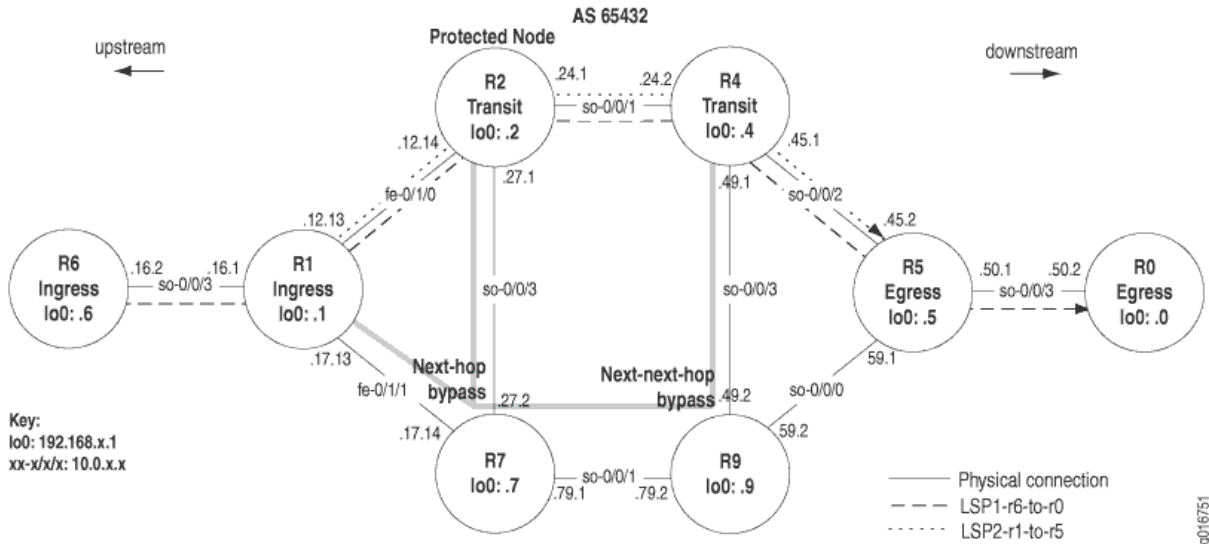 AS 65432
upstream
Protected Node
downstream
R2
Transit
lo0: .2
.24.1
.24.2
so-0/0/1
R4
Transit
lo0: .4
.12.14
.27.1
.49.1
.45.1
fe-0/1/0
so-0/0/2
.12.13
.45.2
R6
Ingress
lo0: .6
.16.2
so-0/0/3
.16.1
R1
Ingress
lo0: .1
so-0/0/3
so-0/0/3
R5
Egress
lo0: .5
.50.1
so-0/0/3
.50.2
R0
Egress
lo0: .0
.17.13
fe-0/1/1
Next-hop
bypass
Next-next-hop
bypass
59.1
so-0/0/0
.27.2
.49.2
59.2
.17.14
Key:
lo0: 192.168.x.1
xx-x/x/x: 10.0.x.x
R7
lo0: .7
.79.1
so-0/0/1
.79.2
R9
lo0: .9
Physical connection
LSP1-r6-to-r0
LSP2-r1-to-r5
g016751